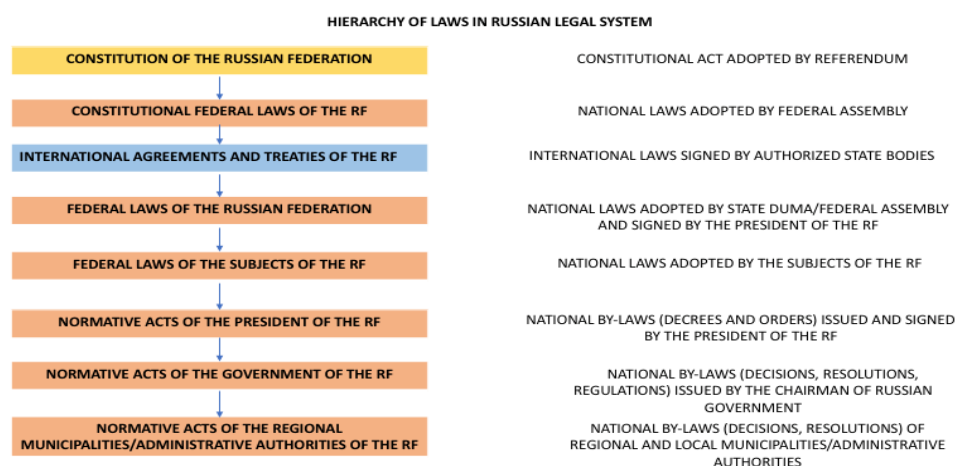 HIERARCHY OF LAWS IN RUSSIAN LEGAL SYSTEM
CONSTITUTION OF THE RUSSIAN FEDERATION
CONSTITUTIONAL ACT ADOPTED BY REFERENDUM
CONSTITUTIONAL FEDERAL LAWS OF THE RF
NATIONAL LAWS ADOPTED BY FEDERAL ASSEMBLY
INTERNATIONAL AGREEMENTS AND TREATIES OF THE RF
INTERNATIONAL LAWS SIGNED BY AUTHORIZED STATE BODIES
FEDERAL LAWS OF THE RUSSIAN FEDERATION
NATIONAL LAWS ADOPTED BY STATE DUMA/FEDERAL ASSEMBLY
AND SIGNED BY THE PRESIDENT OF THE RF
FEDERAL LAWS OF THE SUBJECTS OF THE RF
NATIONAL LAWS ADOPTED BY THE SUBJECTS OF THE RF
NORMATIVE ACTS OF THE PRESIDENT OF THE RF
NATIONAL BY-LAWS (DECREES AND ORDERS) ISSUED AND SIGNED
BY THE PRESIDENT OF THE RF
NORMATIVE ACTS OF THE GOVERNMENT OF THE RF
NATIONAL BY-LAWS (DECISIONS, RESOLUTIONS,
REGULATIONS) ISSUED BY THE CHAIRMAN OF RUSSIAN
GOVERNMENT
NORMATIVE ACTS OF THE REGIONAL
MUNICIPALITIES/ADMINISTRATIVE AUTHORITIES OF THE RF
NATIONAL BY-LAWS (DECISIONS, RESOLUTIONS) OF
REGIONAL AND LOCAL MUNICIPALITIES/ADMINISTRATIVE
AUTHORITIES